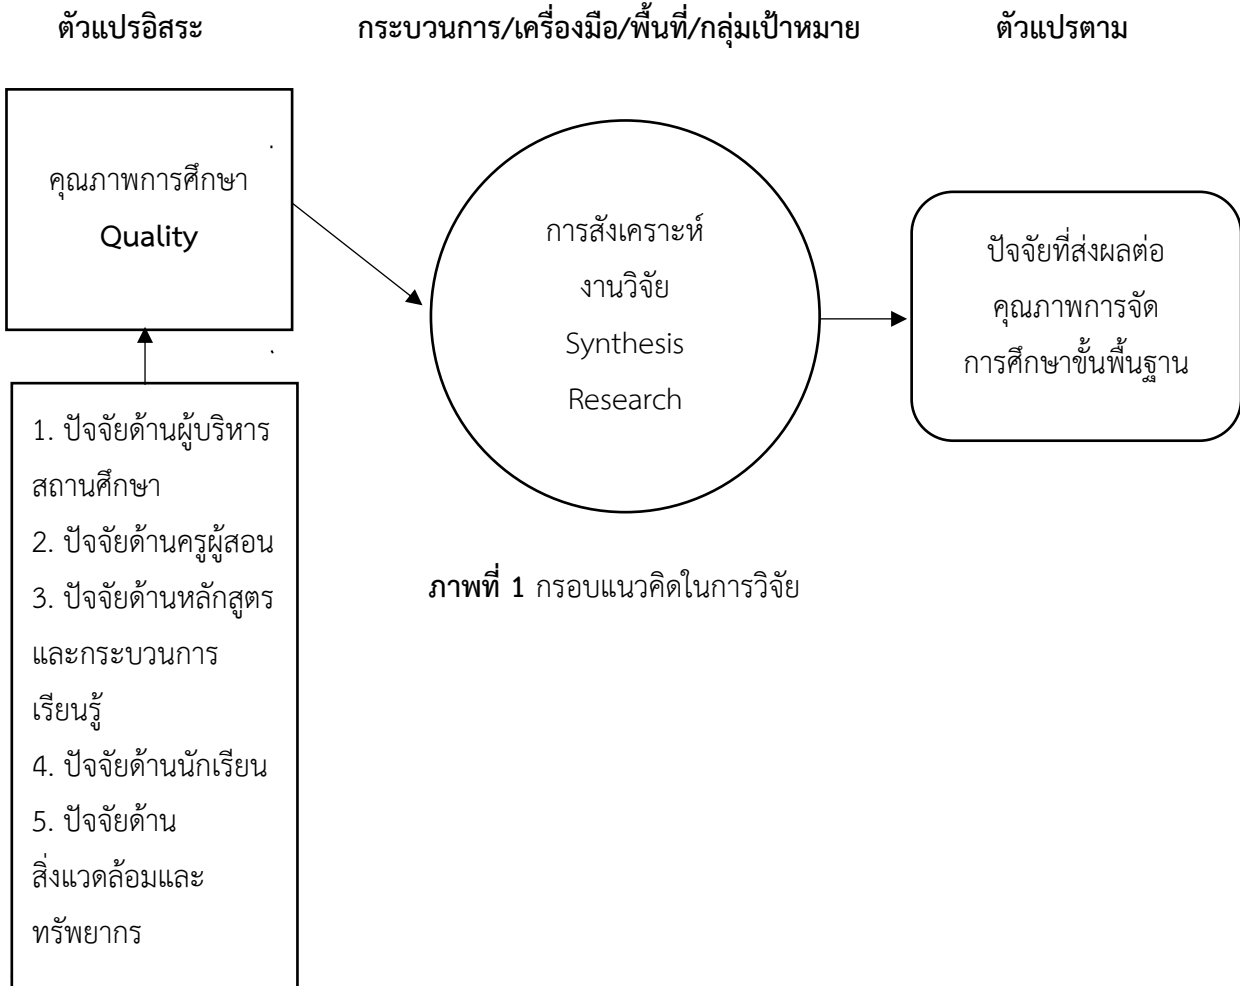 ตัวแปรอิสระ
กระบวนการ/เครื่องมือ/พื้นที่/กลุ่มเป้าหมาย
ตัวแปรตาม
คุณภาพการศึกษา
Quality
1. ปัจจัยด้านผู้บริหาร
สถานศึกษา
2. ปัจจัยด้านครูผู้สอน
3. ปัจจัยด้านหลักสูตร
และกระบวนการ
เรียนรู้
4. ปัจจัยด้านนักเรียน
5. ปัจจัยด้าน
สิ่งแวดล้อมและ
ทรัพยากร
การสังเคราะห์
งานวิจัย
Synthesis
Research
ปัจจัยที่ส่งผลต่อ
คุณภาพการจัด
การศึกษาขั้นพื้นฐาน
ภาพที่ 1 กรอบแนวคิดในการวิจัย